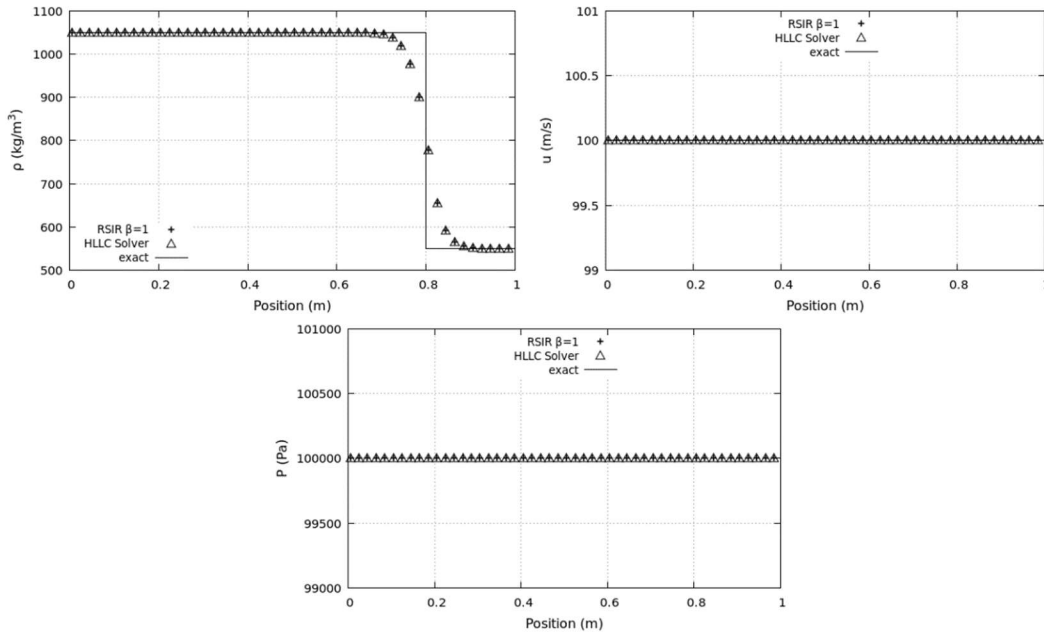 1100
1000
900
800
700
600
500
ρ (kg/m³)
RSIR β=1
HLLC Solver
exact
0
0.2
0.4
0.6
0.8
1
Position (m)
101
100.5
100
99.5
99
u (m/s)
RSIR β=1
HLLC Solver
exact
0
0.2
0.4
0.6
0.8
1
Position (m)
101000
100500
100000
99500
99000
P (Pa)
RSIR β=1
HLLC Solver
exact
0
0.2
0.4
0.6
0.8
1
Position (m)